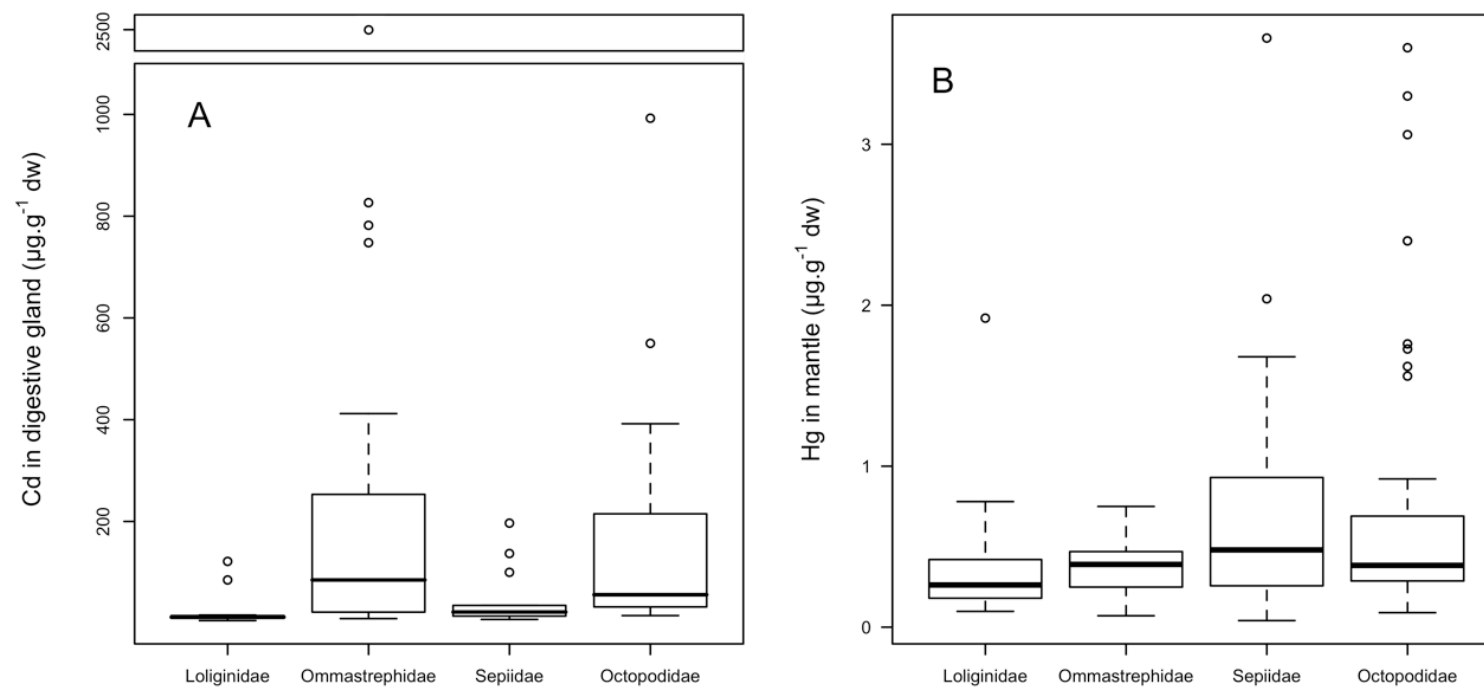 2500
1000
800
600
400
200
Cd in digestive gland (µg.g⁻¹ dw)
A
Loliginidae Ommastrephidae Sepiidae Octopodidae
B
3
2
1
0
Hg in mantle (µg.g⁻¹ dw)
Loliginidae Ommastrephidae Sepiidae Octopodidae